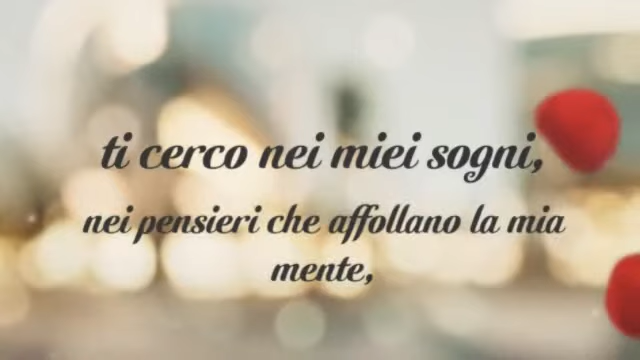 ti cerco nei miei sogni,
nei pensieri che affollano la mia
mente,